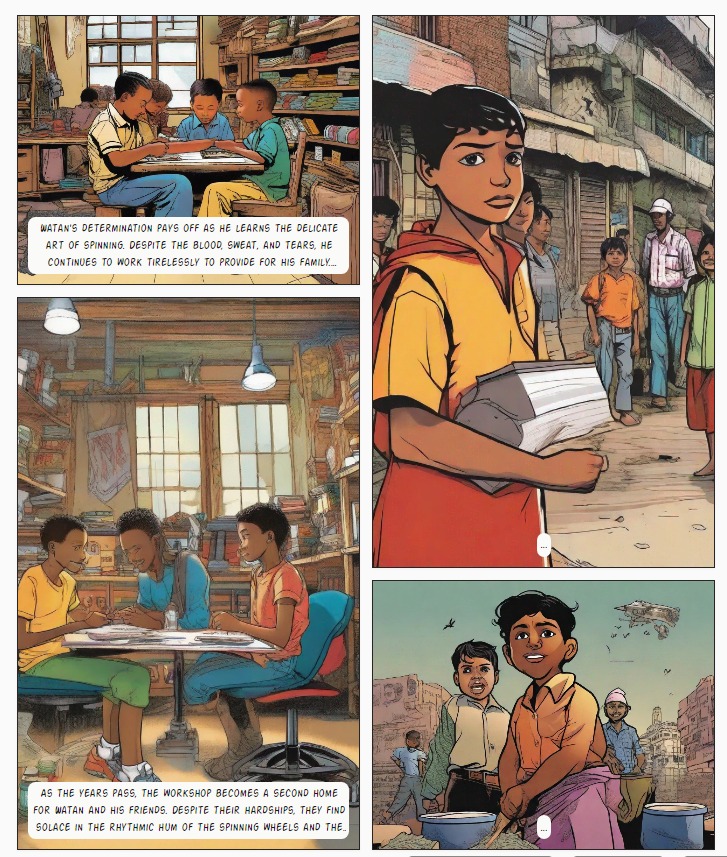 WATAN'S DETERMINATION PAYS OFF AS HE LEARNS THE DELICATE
ART OF SPINNING. DESPITE THE BLOOD, SWEAT, AND TEARS, HE
CONTINUES TO WORK TIRELESSLY TO PROVIDE FOR HIS FAMILY....
...
AS THE YEARS PASS, THE WORKSHOP BECOMES A SECOND HOME
FOR WATAN AND HIS FRIENDS. DESPITE THEIR HARDSHIPS, THEY FIND
SOLACE IN THE RHYTHMIC HUM OF THE SPINNING WHEELS AND THE...
...